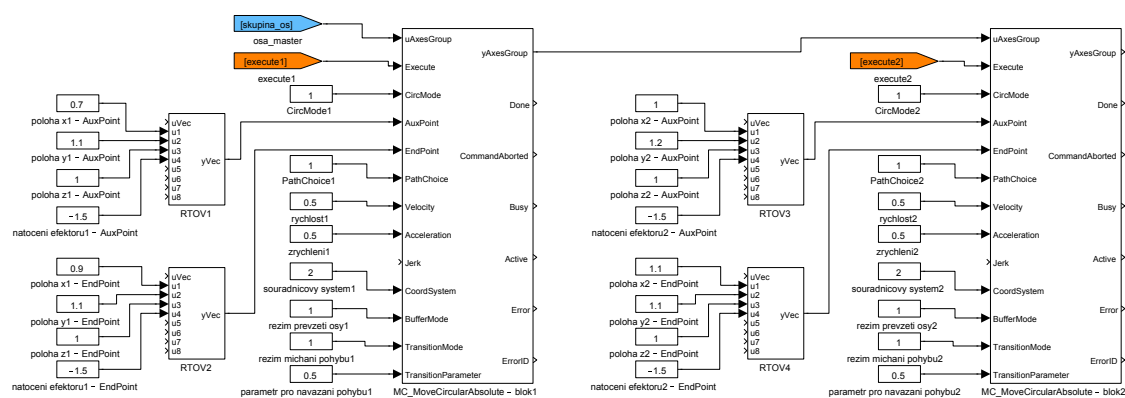 [skupina_os]
osa_master
[execute1]
execute1
1
CircMode1
0.7
poloha x1 − AuxPoint
1.1
poloha y1 − AuxPoint
1
poloha z1 − AuxPoint
−1.5
natoceni efektoru1 − AuxPoint
uVec
u1
u2
u3
u4
u5
u6
u7
u8
yVec
RTOV1
0.9
poloha x1 − EndPoint
1.1
poloha y1 − EndPoint
1
poloha z1 − EndPoint
−1.5
natoceni efektoru1 − EndPoint
uVec
u1
u2
u3
u4
u5
u6
u7
u8
yVec
RTOV2
1
PathChoice1
0.5
rychlost1
0.5
zrychleni1
2
souradnicovy system1
1
rezim prevzeti osy1
1
rezim michani pohybu1
0.5
parametr pro navazani pohybu1
uAxesGroup
Execute
CircMode
AuxPoint
EndPoint
PathChoice
Velocity
Acceleration
Jerk
CoordSystem
BufferMode
TransitionMode
TransitionParameter
yAxesGroup
Done
CommandAborted
Busy
Active
Error
ErrorID
MC_MoveCircularAbsolute − blok1
[execute2]
execute2
1
CircMode2
1
poloha x2 − AuxPoint
1.2
poloha y2 − AuxPoint
1
poloha z2 − AuxPoint
−1.5
natoceni efektoru2 − AuxPoint
uVec
u1
u2
u3
u4
u5
u6
u7
u8
yVec
RTOV3
1.1
poloha x2 − EndPoint
1.1
poloha y2 − EndPoint
1
poloha z2 − EndPoint
−1.5
natoceni efektoru2 − EndPoint
uVec
u1
u2
u3
u4
u5
u6
u7
u8
yVec
RTOV4
1
PathChoice2
0.5
rychlost2
0.5
zrychleni2
2
souradnicovy system2
1
rezim prevzeti osy2
1
rezim michani pohybu2
0.5
parametr pro navazani pohybu2
uAxesGroup
Execute
CircMode
AuxPoint
EndPoint
PathChoice
Velocity
Acceleration
Jerk
CoordSystem
BufferMode
TransitionMode
TransitionParameter
yAxesGroup
Done
CommandAborted
Busy
Active
Error
ErrorID
MC_MoveCircularAbsolute − blok2